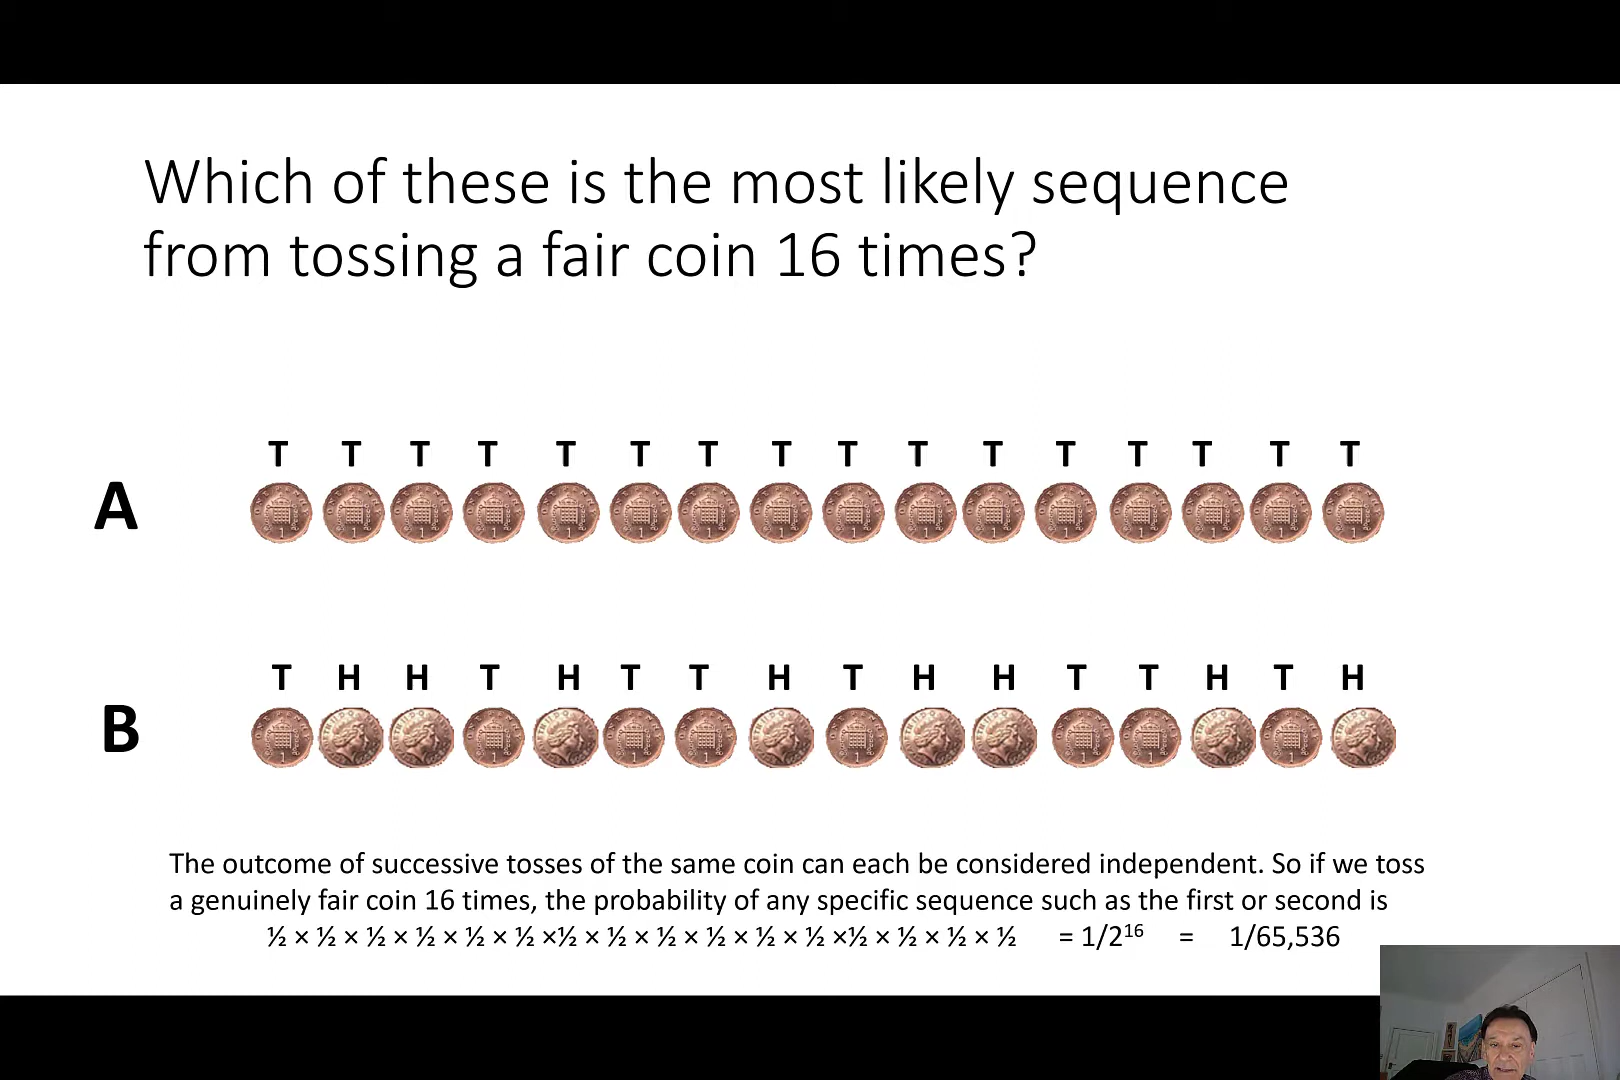 Which of these is the most likely sequence
from tossing a fair coin 16 times?
T T T T T T T T T T T T T T T T
A
T H H T H T T H T H H T T H T H
B
The outcome of successive tosses of the same coin can each be considered independent. So if we toss
a genuinely fair coin 16 times, the probability of any specific sequence such as the first or second is
½ × ½ × ½ × ½ × ½ × ½ ×½ × ½ × ½ × ½ × ½ × ½ ×½ × ½ × ½ × ½ = 1/2¹⁶ = 1/65,536